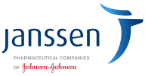 janssen
PHARMACEUTICAL COMPANIES
OF Johnson & Johnson